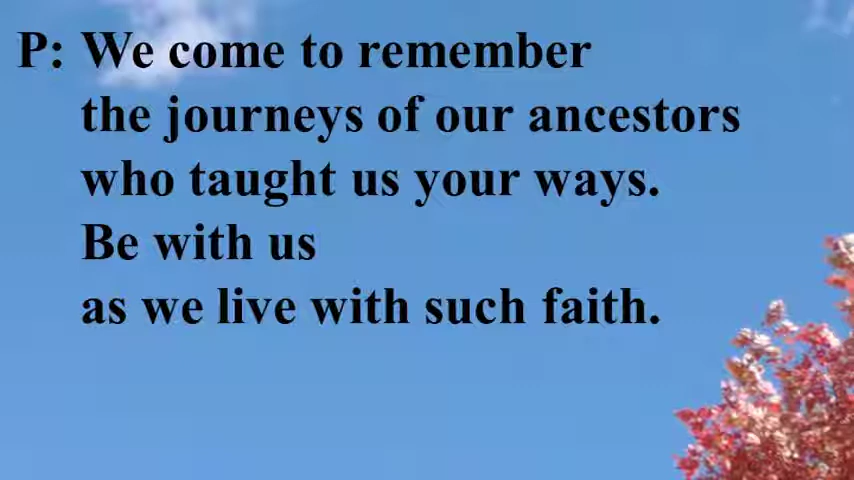 P: We come to remember
the journeys of our ancestors
who taught us your ways.
Be with us
as we live with such faith.